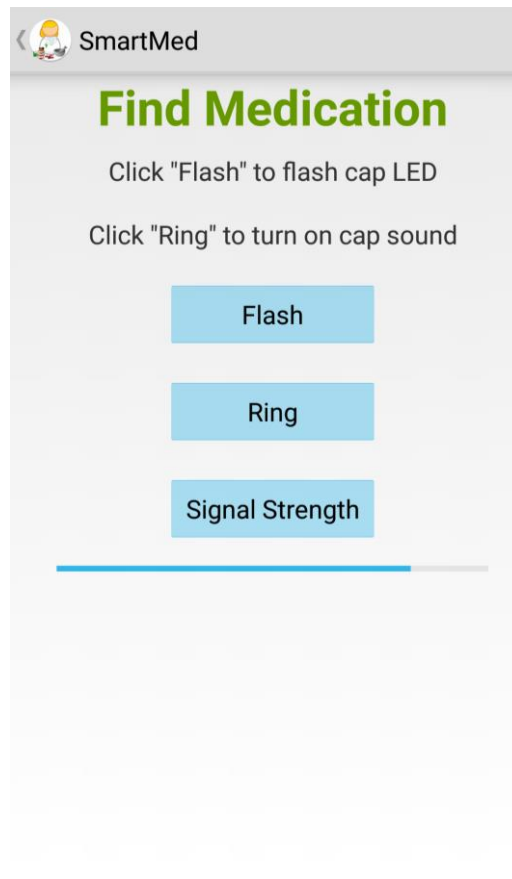 SmartMed
Find Medication
Click "Flash" to flash cap LED
Click "Ring" to turn on cap sound
Flash
Ring
Signal Strength